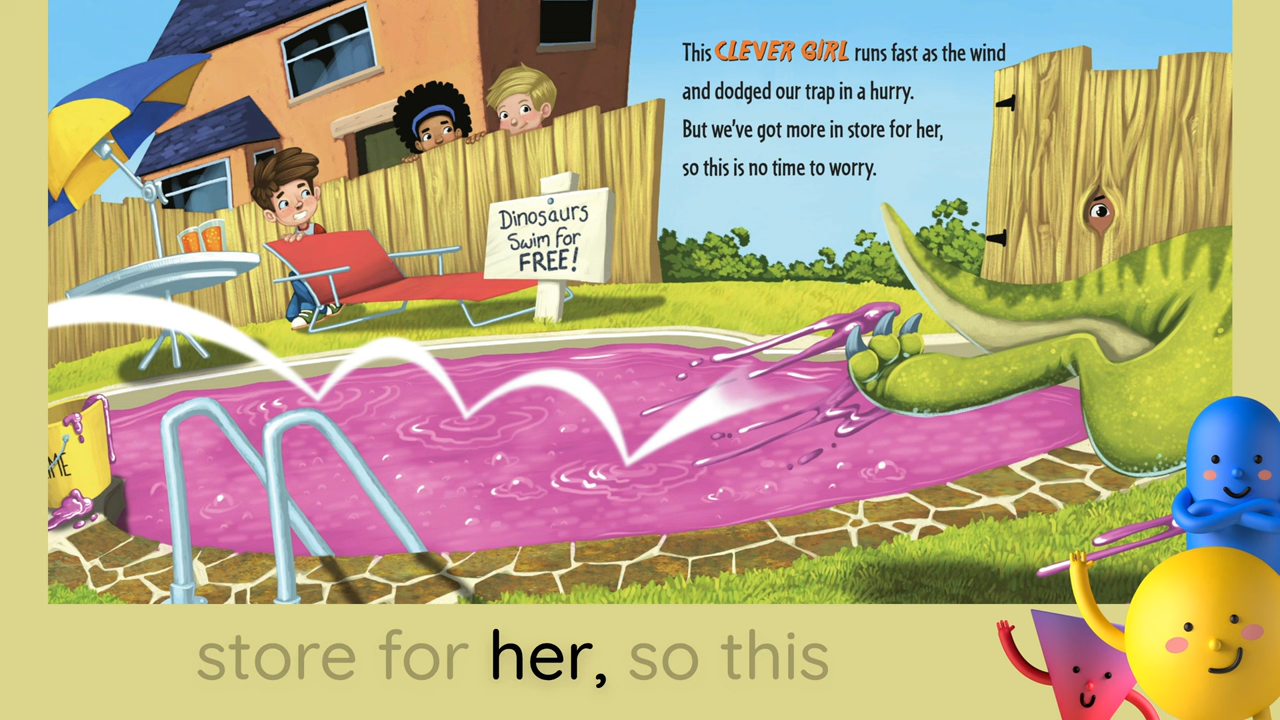 This CLEVER GIRL runs fast as the wind
and dodged our trap in a hurry.
But we've got more in store for her,
so this is no time to worry.
Dinosaurs
Swim for
FREE!
store for her, so this